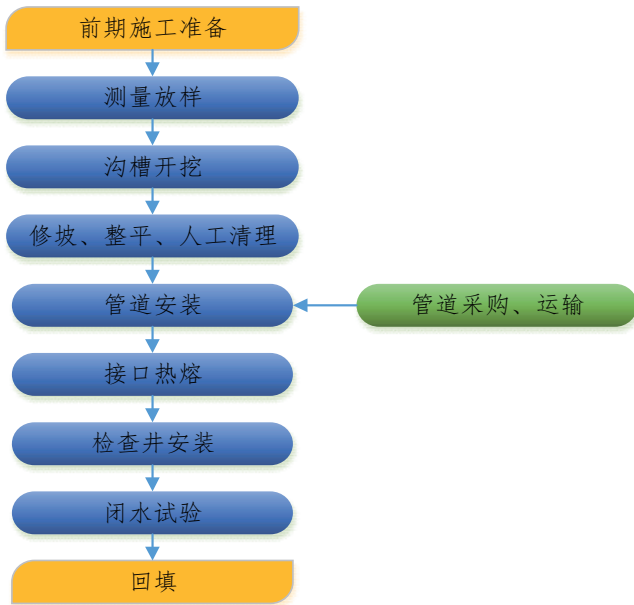 前期施工准备
测量放样
沟槽开挖
修坡、整平、人工清理
管道安装
管道采购、运输
接口热熔
检查井安装
闭水试验
回填